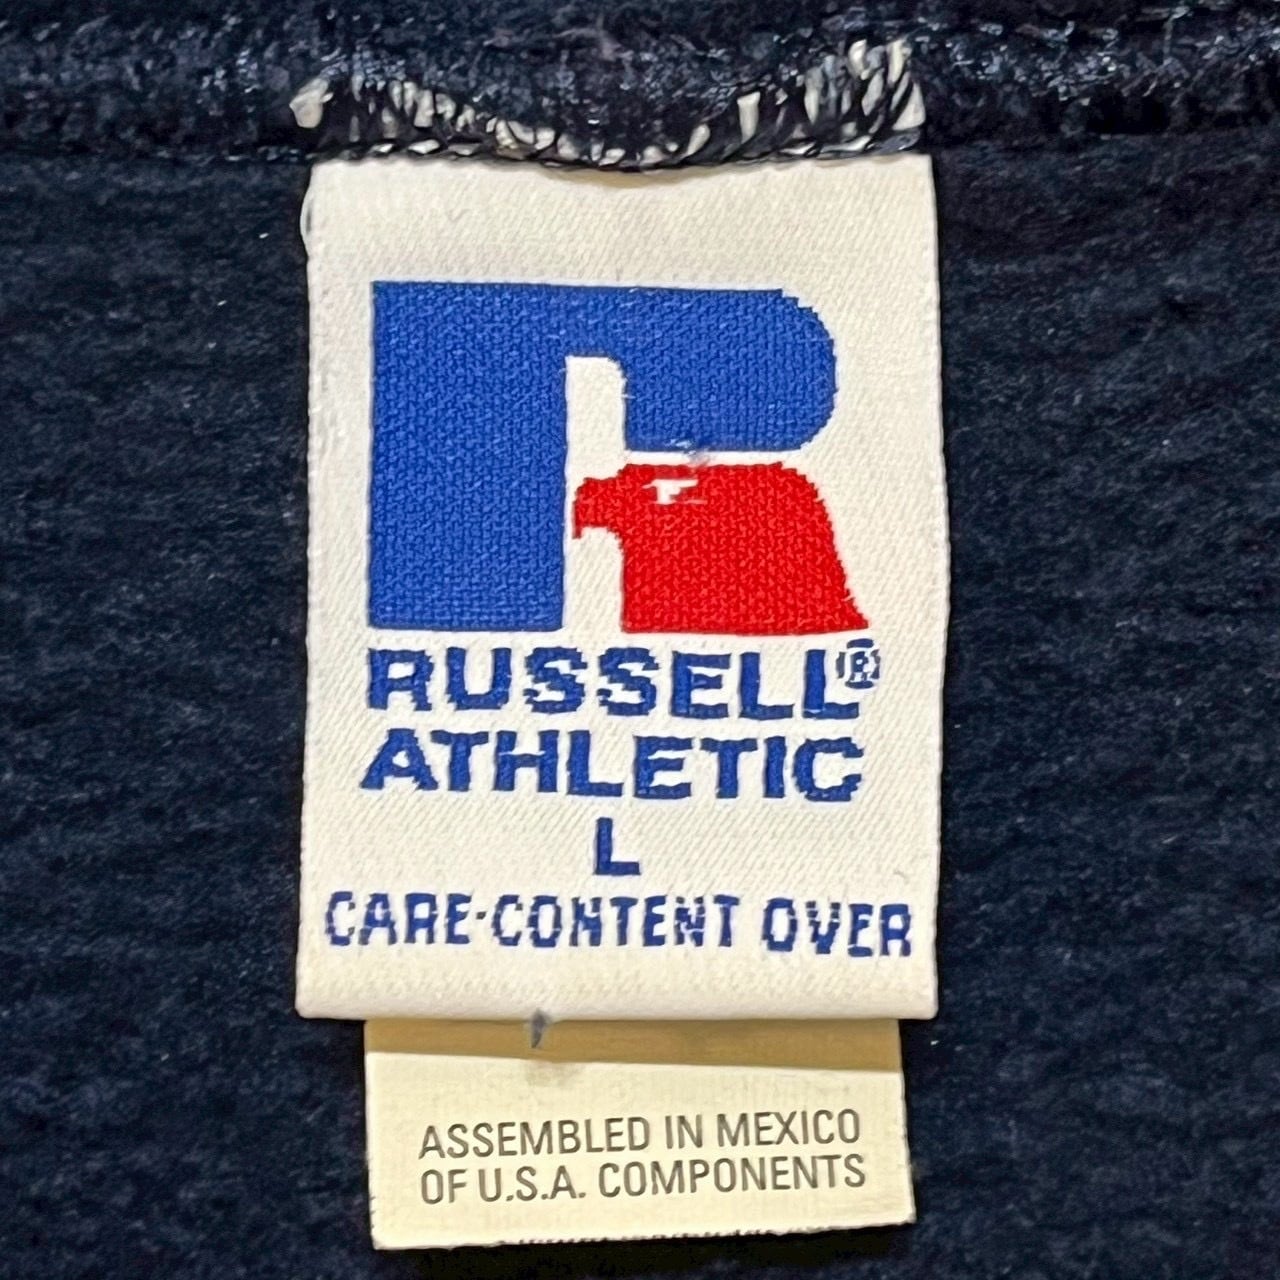 RUSSELL®
ATHLETIC
L
CARE·CONTENT OVER
ASSEMBLED IN MEXICO
OF U.S.A. COMPONENTS